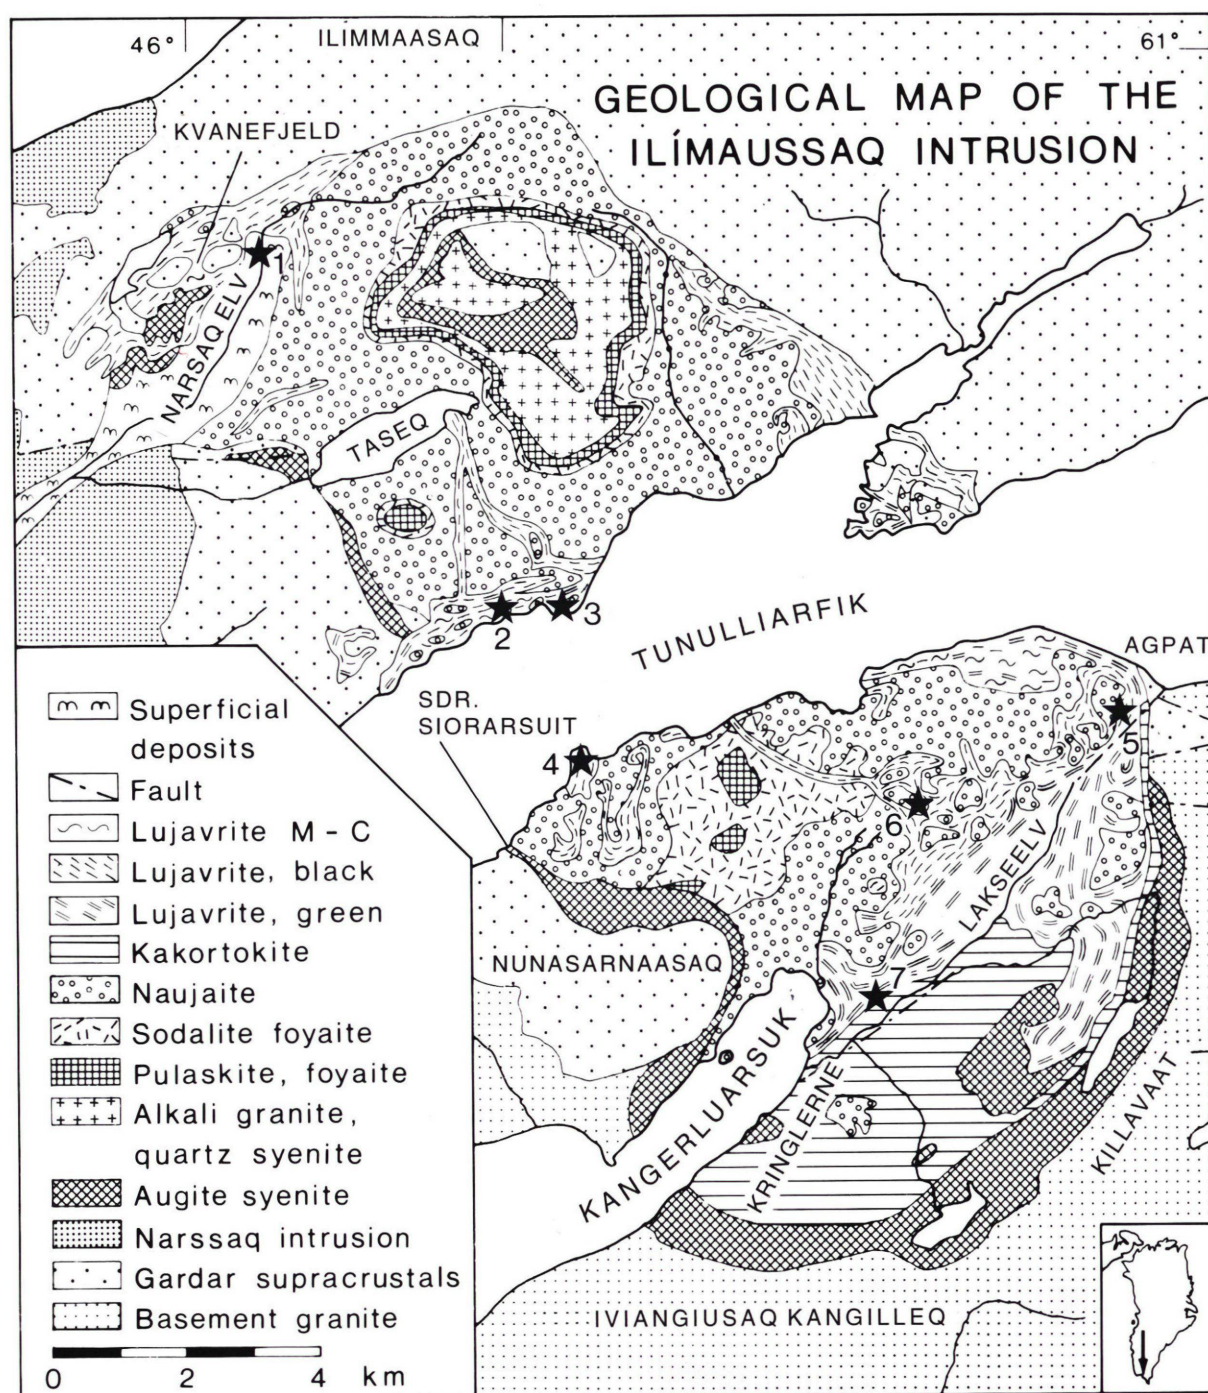 46°
ILIMMAASAQ
61°
GEOLOGICAL MAP OF THE
ILÍMAUSSAQ INTRUSION
KVANEFJELD
1
NARSAQ ELV
TASEQ
2
3
TUNULLIARFIK
AGPAT
SDR.
SIORARSUIT
4
5
6
LAKSEELV
NUNASARNAASAQ
7
KANGERLUARSUK
KRINGLERNE
KILLAVAAT
IVIANGIUSAQ KANGILLEQ
Superficial
deposits
Fault
Lujavrite M - C
Lujavrite, black
Lujavrite, green
Kakortokite
Naujaite
Sodalite foyaite
Pulaskite, foyaite
Alkali granite,
quartz syenite
Augite syenite
Narssaq intrusion
Gardar supracrustals
Basement granite
0 2 4 km